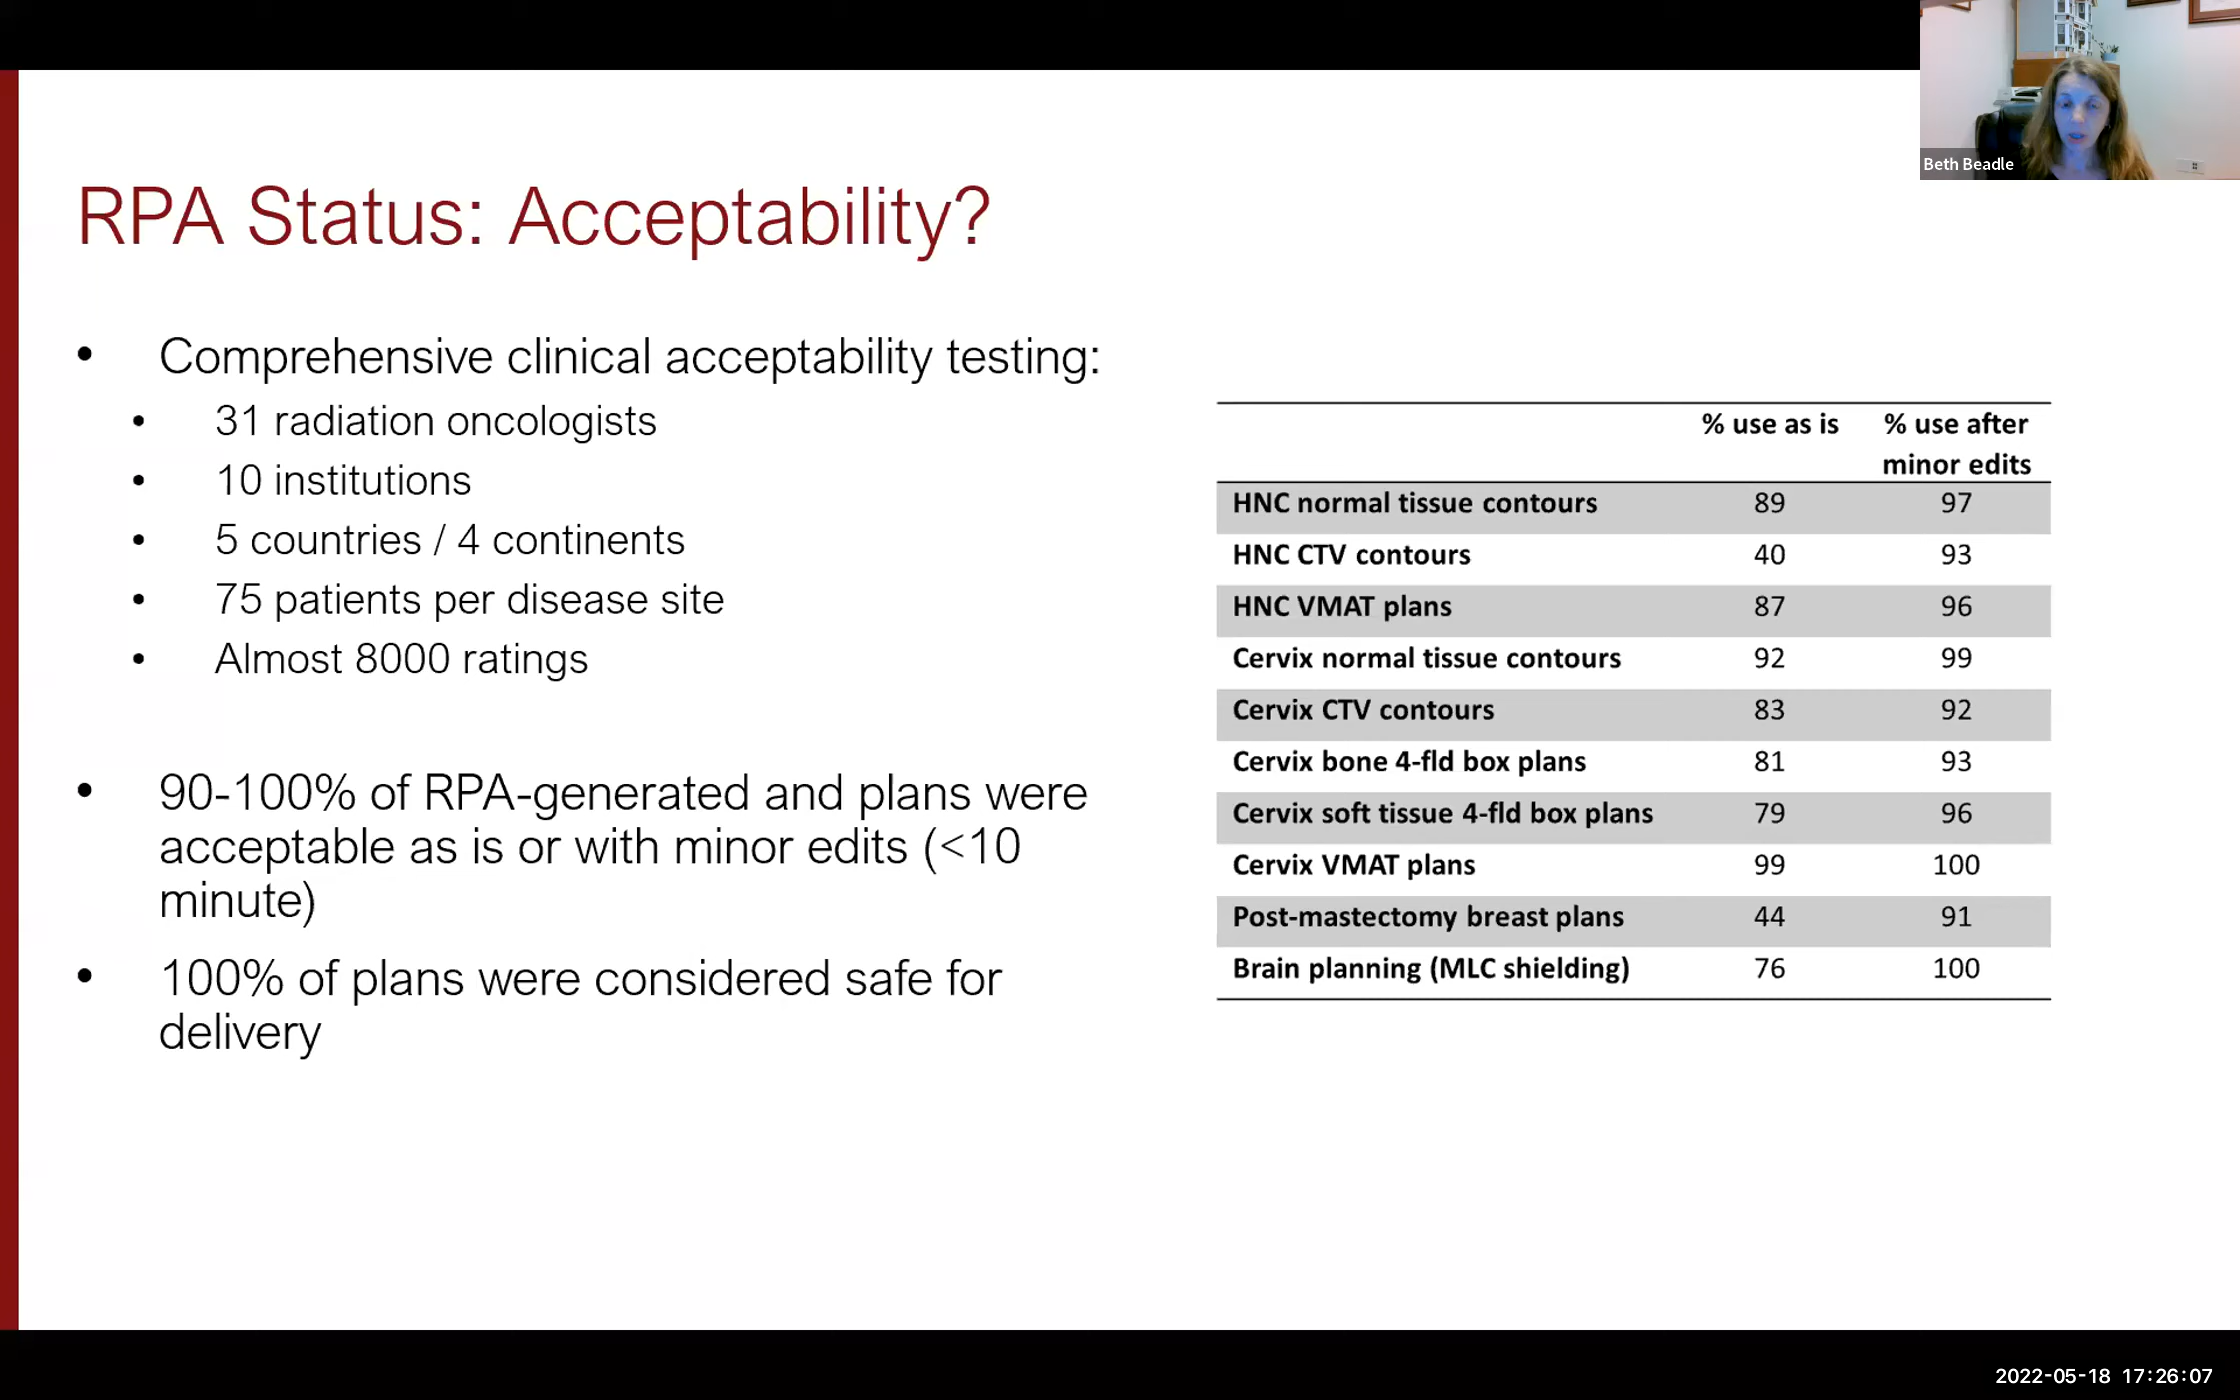 Beth Beadle
RPA Status: Acceptability?
• Comprehensive clinical acceptability testing:
• 31 radiation oncologists
• 10 institutions
• 5 countries / 4 continents
• 75 patients per disease site
• Almost 8000 ratings
• 90-100% of RPA-generated and plans were
acceptable as is or with minor edits (<10
minute)
• 100% of plans were considered safe for
delivery
% use as is % use after
minor edits
HNC normal tissue contours 89 97
HNC CTV contours 40 93
HNC VMAT plans 87 96
Cervix normal tissue contours 92 99
Cervix CTV contours 83 92
Cervix bone 4-fld box plans 81 93
Cervix soft tissue 4-fld box plans 79 96
Cervix VMAT plans 99 100
Post-mastectomy breast plans 44 91
Brain planning (MLC shielding) 76 100
2022-05-18 17:26:07